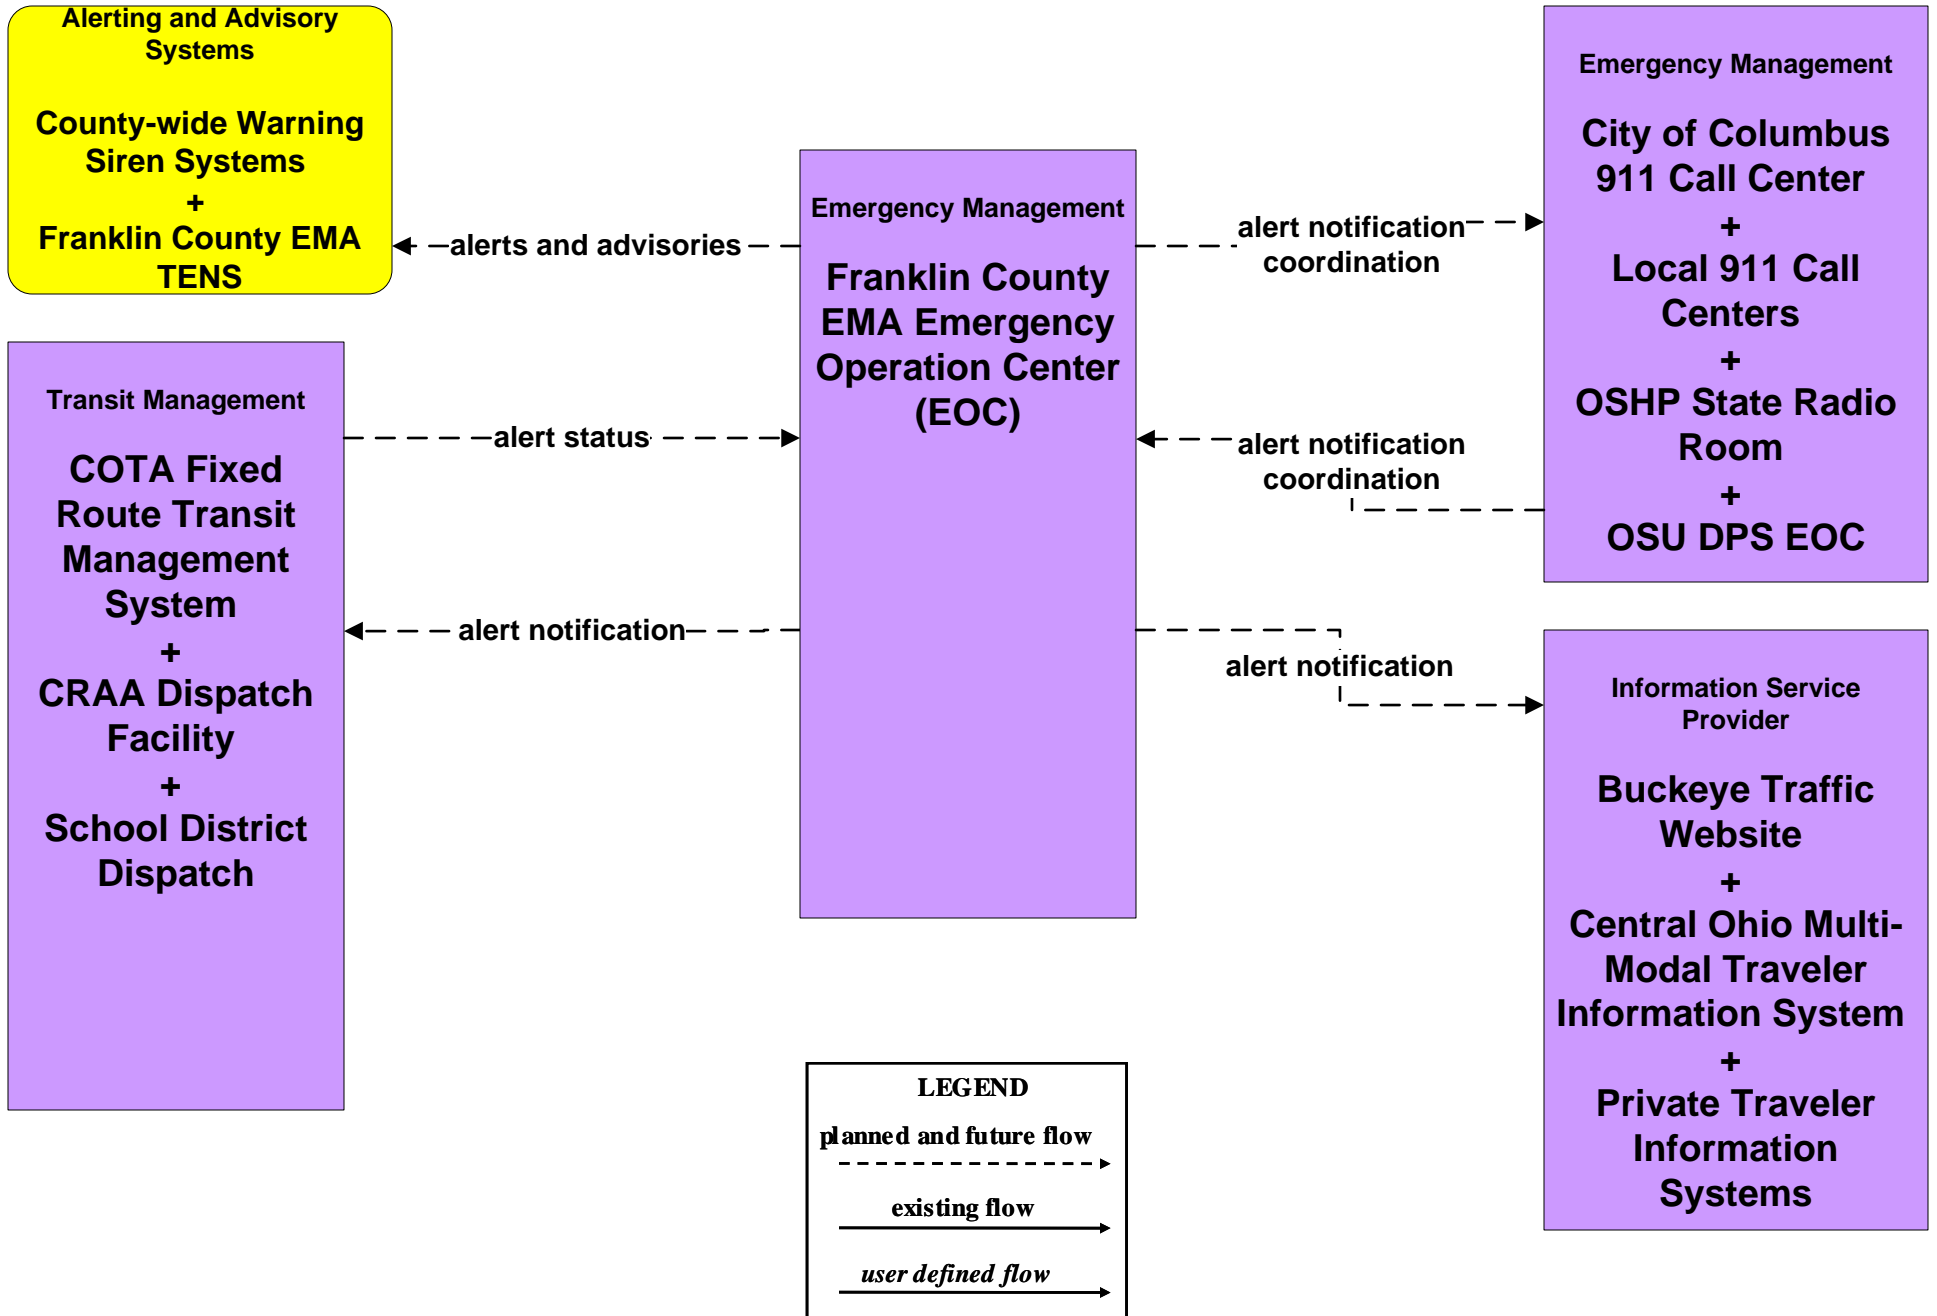 Alerting and Advisory
Systems
County-wide Warning
Siren Systems
+
Franklin County EMA
TENS
Transit Management
COTA Fixed
Route Transit
Management
System
+
CRAA Dispatch
Facility
+
School District
Dispatch
alerts and advisories
alert status
alert notification
Emergency Management
Franklin County
EMA Emergency
Operation Center
(EOC)
alert notification
coordination
alert notification
coordination
alert notification
Emergency Management
City of Columbus
911 Call Center
+
Local 911 Call
Centers
+
OSHP State Radio
Room
+
OSU DPS EOC
Information Service
Provider
Buckeye Traffic
Website
+
Central Ohio Multi-
Modal Traveler
Information System
+
Private Traveler
Information
Systems
LEGEND
planned and future flow
existing flow
user defined flow